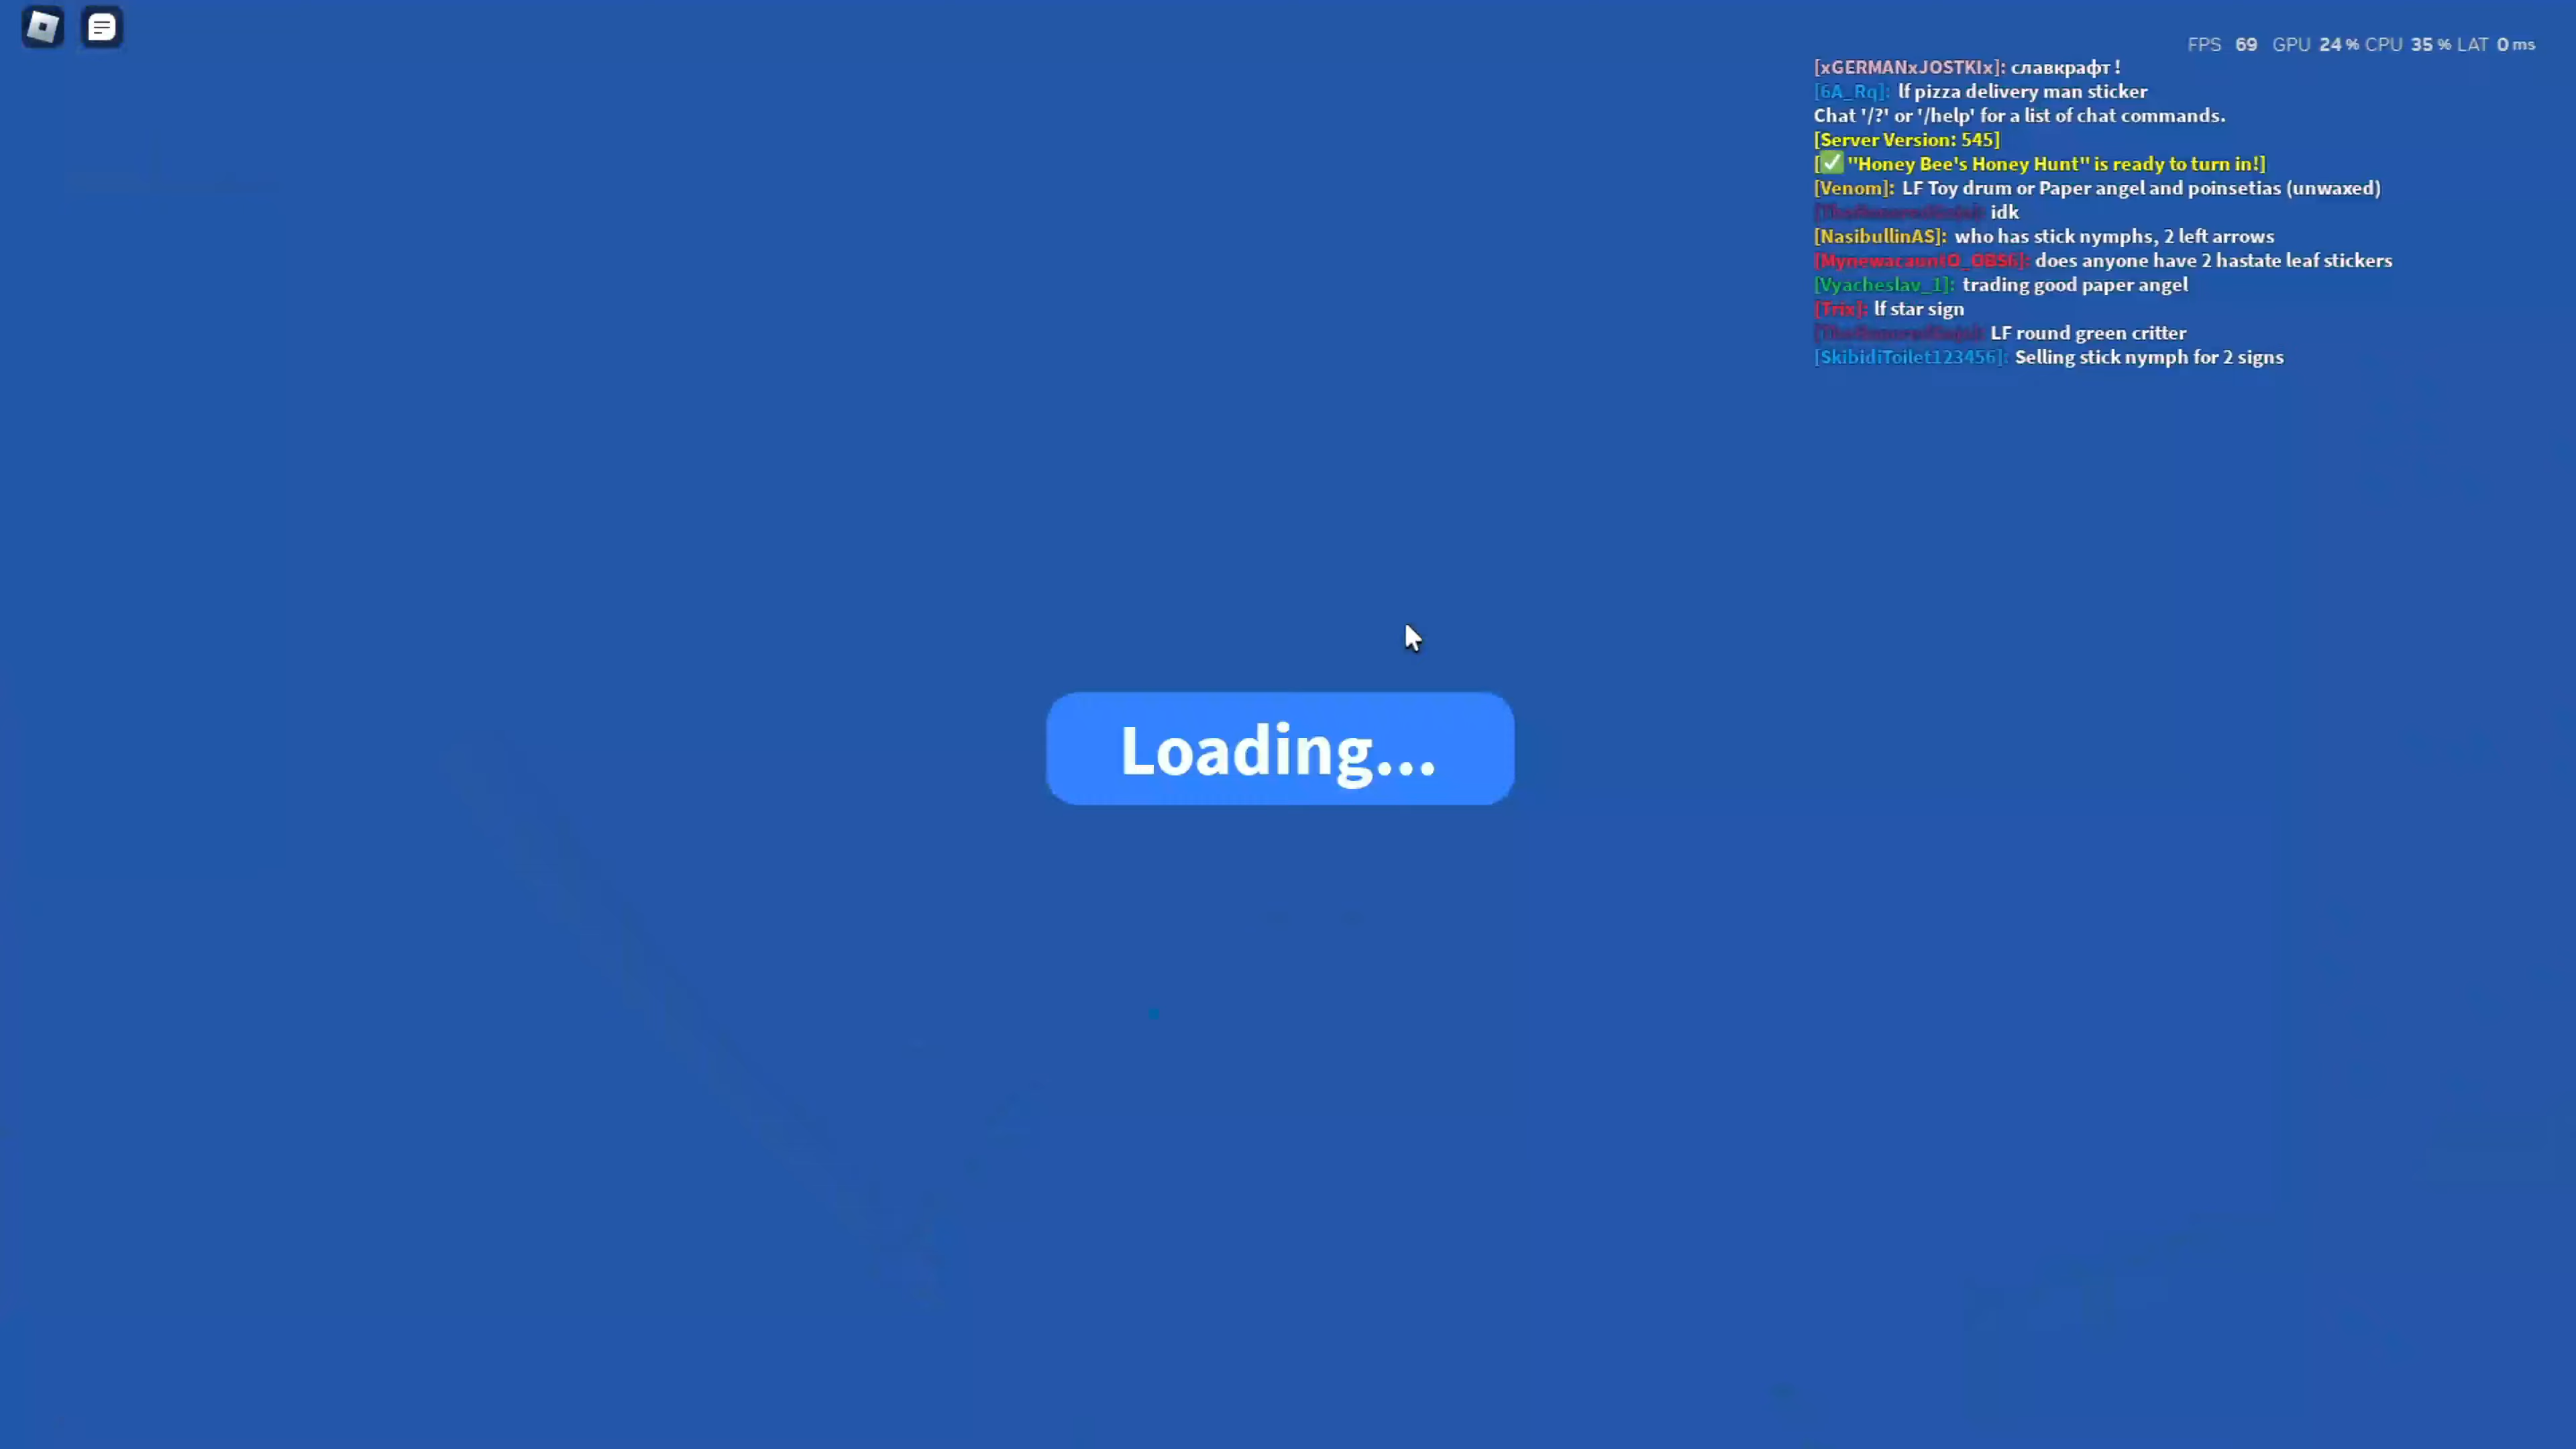 FPS 69 GPU 24 % CPU 35 % LAT 0 ms
[xGERMANxJOSTKIx]: славкрафт !
[6A_Rq]: lf pizza delivery man sticker
Chat '/?' or '/help' for a list of chat commands.
[Server Version: 545]
[✅ "Honey Bee's Honey Hunt" is ready to turn in!]
[Venom]: LF Toy drum or Paper angel and poinsetias (unwaxed)
idk
[NasibullinAS]: who has stick nymphs, 2 left arrows
[MynewacauntO_OBS6]: does anyone have 2 hastate leaf stickers
[Vyacheslav_1]: trading good paper angel
[Trix]: lf star sign
LF round green critter
[SkibidiToilet123456]: Selling stick nymph for 2 signs
Loading...